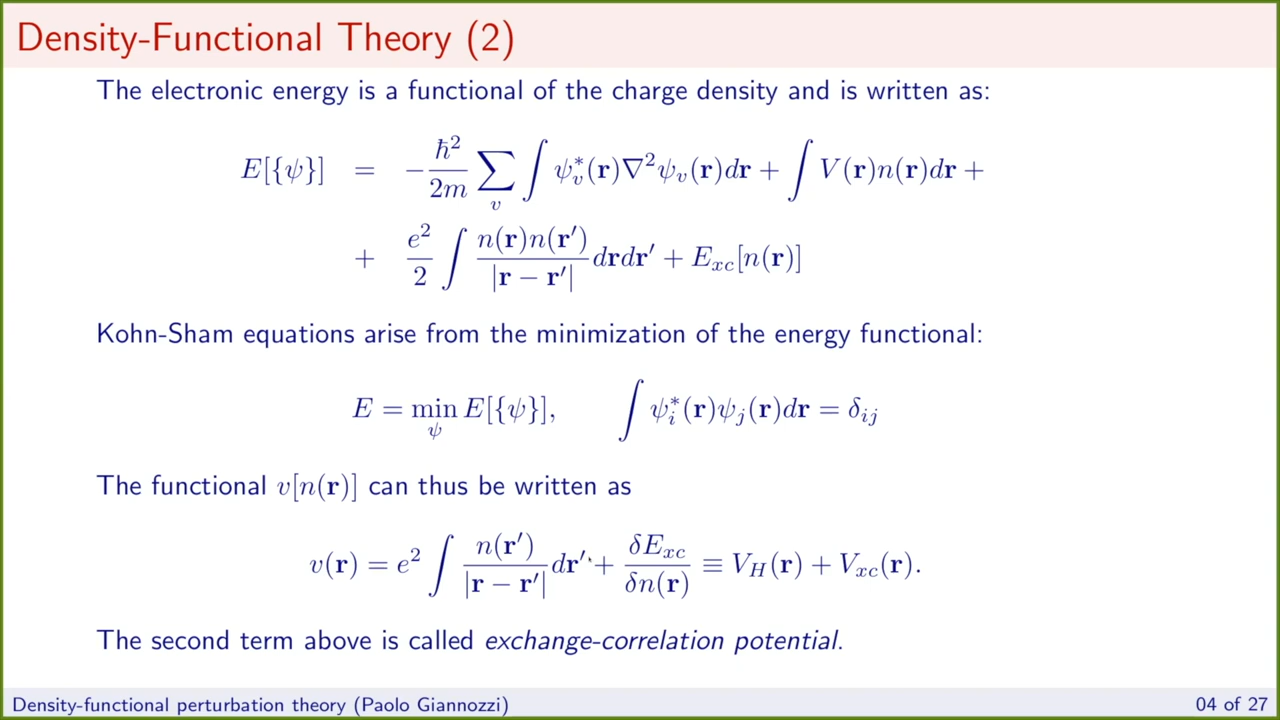 Density-Functional Theory (2)
The electronic energy is a functional of the charge density and is written as:
E[{ψ}] = −ħ²/2m ∑_v ∫ ψ*_v(r)∇²ψ_v(r)dr + ∫ V(r)n(r)dr +
+ e²/2 ∫ n(r)n(r′)/|r − r′| drdr′ + E_xc[n(r)]
Kohn-Sham equations arise from the minimization of the energy functional:
E = min_ψ E[{ψ}], ∫ ψ*_i(r)ψ_j(r)dr = δ_ij
The functional v[n(r)] can thus be written as
v(r) = e² ∫ n(r′)/|r − r′| dr′ + δE_xc/δn(r) ≡ V_H(r) + V_xc(r).
The second term above is called exchange-correlation potential.
Density-functional perturbation theory (Paolo Giannozzi) 04 of 27